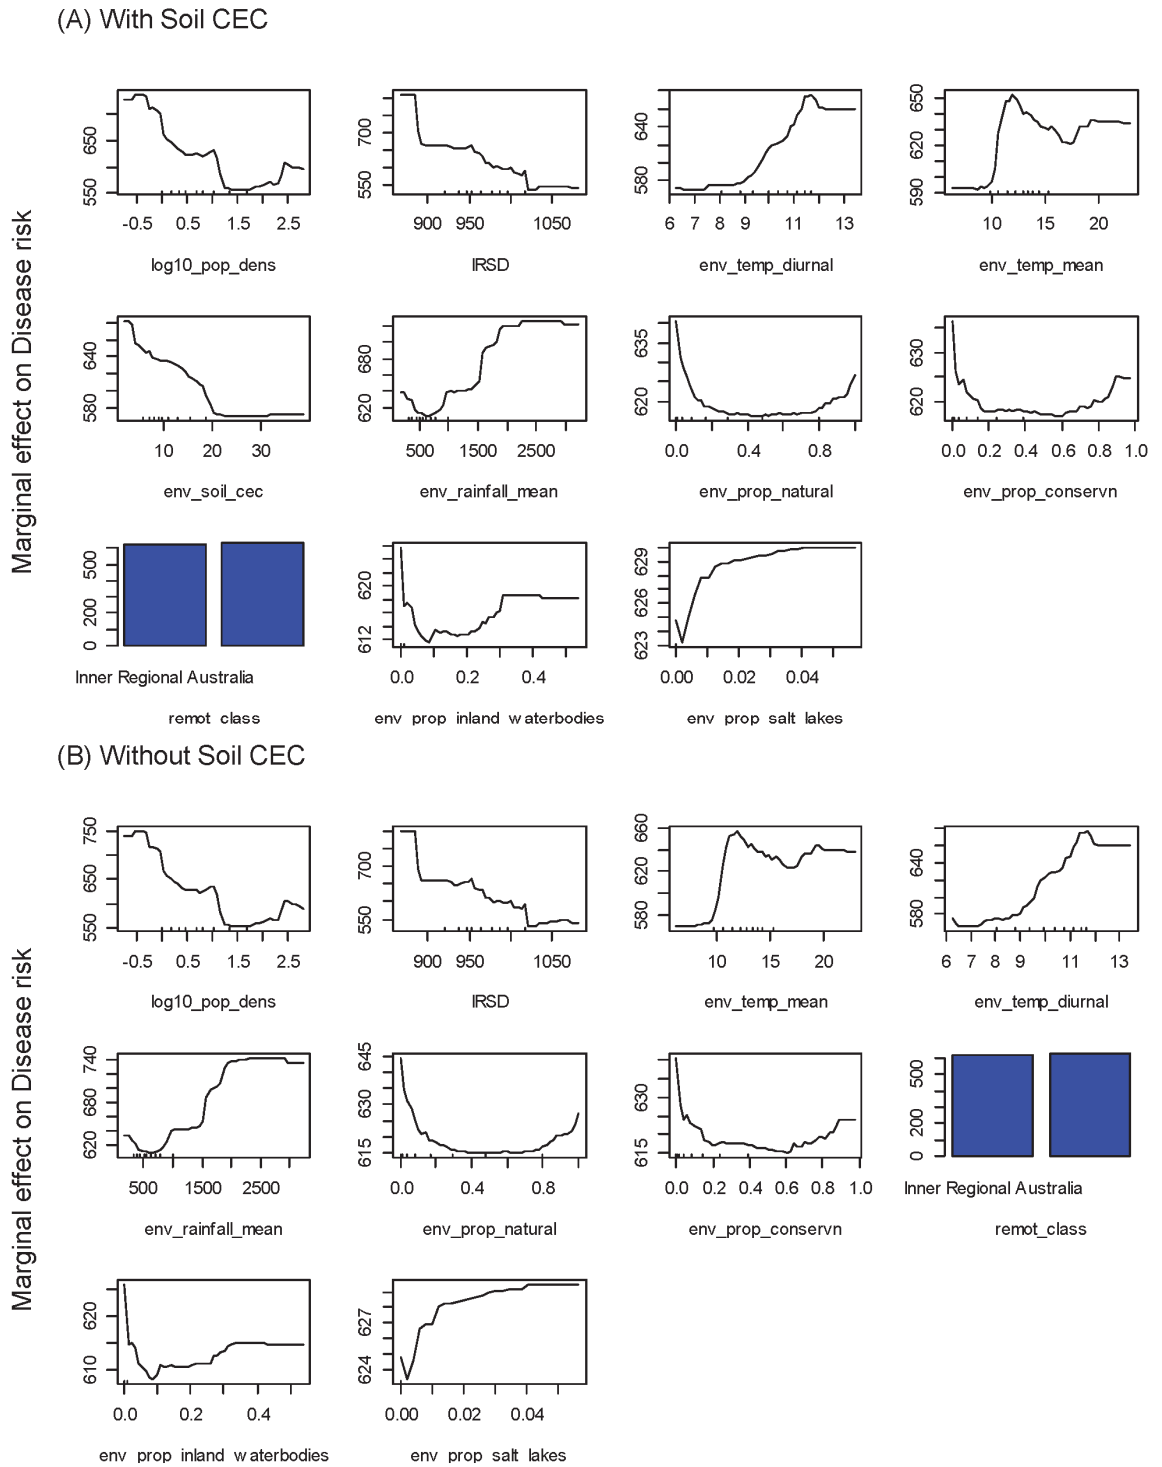 (A) With Soil CEC
Marginal effect on Disease risk
550 650
-0.5 0.5 1.5 2.5
log10_pop_dens
550 700
900 950 1050
IRSD
580 640
6 7 8 9 11 13
env_temp_diurnal
590 620 650
10 15 20
env_temp_mean
580 640
10 20 30
env_soil_cec
620 680
500 1500 2500
env_rainfall_mean
620 635
0.0 0.4 0.8
env_prop_natural
620 630
0.0 0.2 0.4 0.6 0.8 1.0
env_prop_conservn
0 200 500
Inner Regional Australia
remot_class
612 620
0.0 0.2 0.4
env_prop_inland_waterbodies
623 626 629
0.00 0.02 0.04
env_prop_salt_lakes
(B) Without Soil CEC
Marginal effect on Disease risk
550 650 750
-0.5 0.5 1.5 2.5
log10_pop_dens
550 700
900 950 1050
IRSD
580 620 660
10 15 20
env_temp_mean
580 640
6 7 8 9 11 13
env_temp_diurnal
620 680 740
500 1500 2500
env_rainfall_mean
615 630 645
0.0 0.4 0.8
env_prop_natural
615 630
0.0 0.2 0.4 0.6 0.8 1.0
env_prop_conservn
0 200 500
Inner Regional Australia
remot_class
610 620
0.0 0.2 0.4
env_prop_inland_waterbodies
624 627
0.00 0.02 0.04
env_prop_salt_lakes